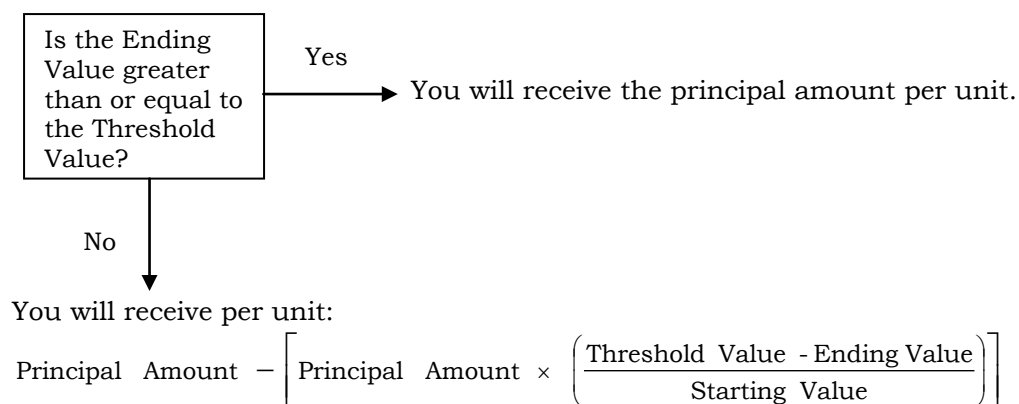 Is the Ending
Value greater
than or equal to
the Threshold
Value?
Yes
You will receive the principal amount per unit.
No
You will receive per unit:
Principal Amount − [Principal Amount × (Threshold Value - Ending Value
Starting Value)]